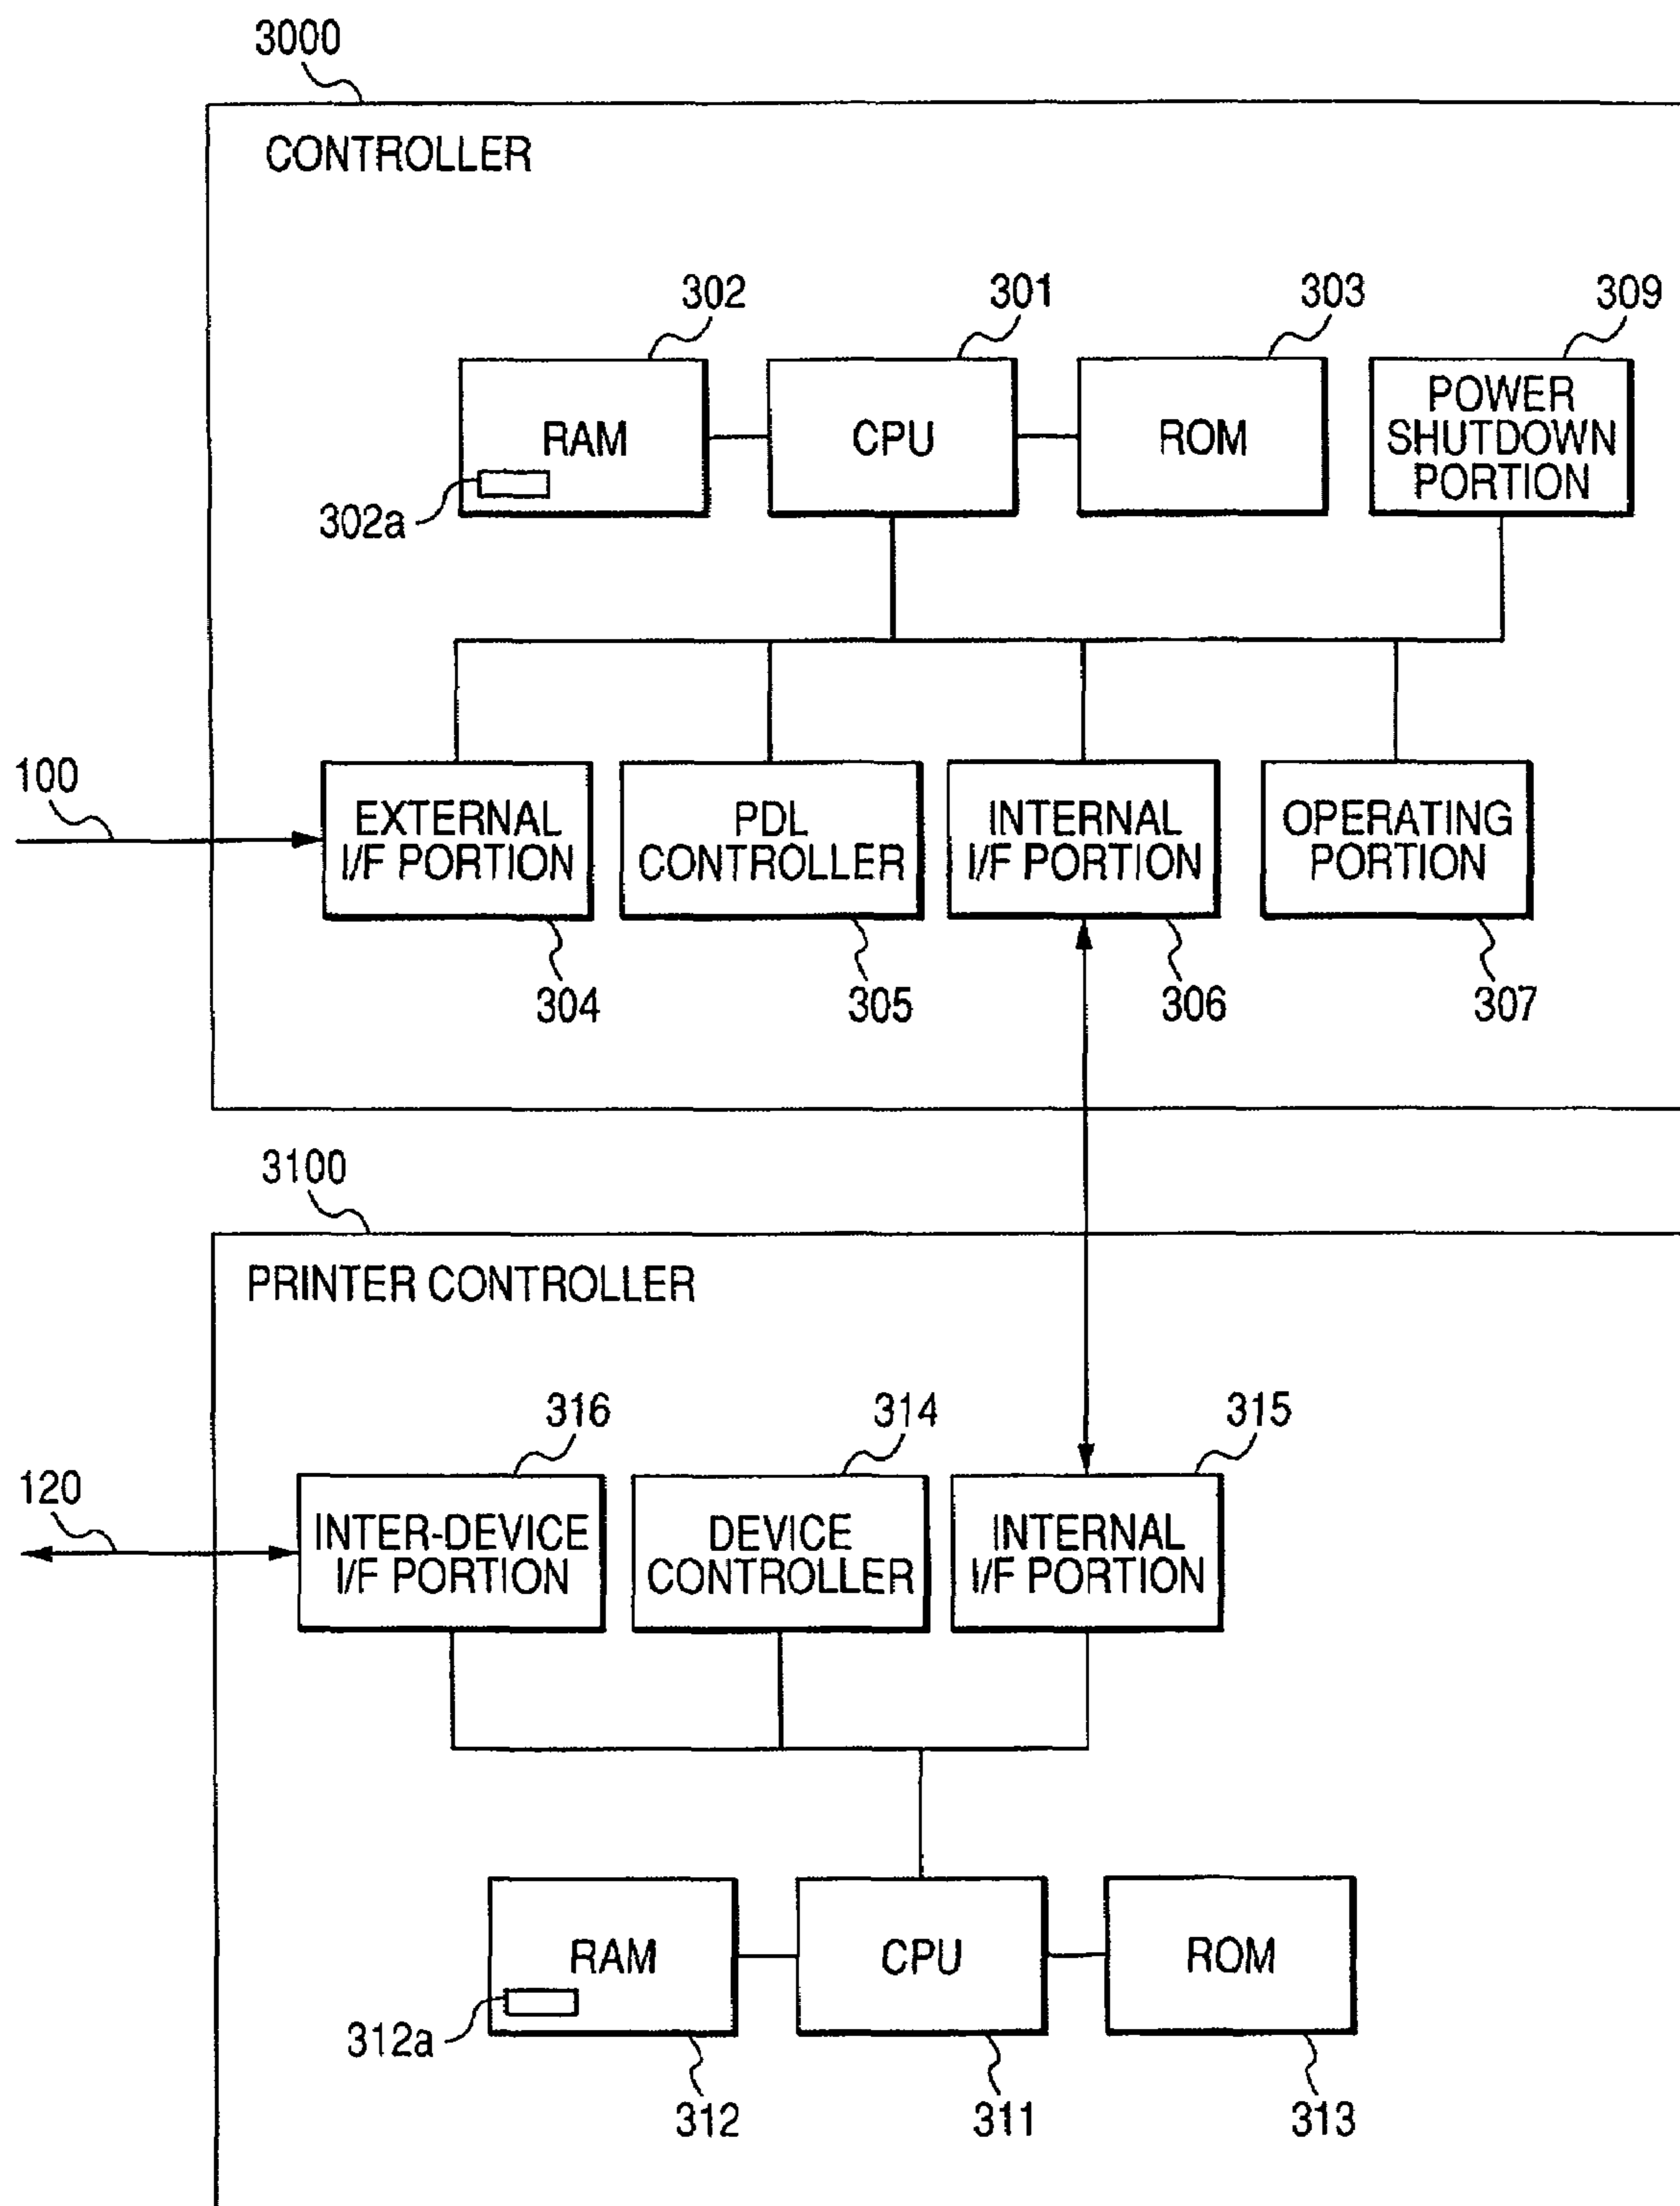 3000
CONTROLLER
302
301
303
309
RAM
CPU
ROM
POWER
SHUTDOWN
PORTION
302a
100
EXTERNAL
I/F PORTION
PDL
CONTROLLER
INTERNAL
I/F PORTION
OPERATING
PORTION
304
305
306
307
3100
PRINTER CONTROLLER
316
314
315
120
INTER-DEVICE
I/F PORTION
DEVICE
CONTROLLER
INTERNAL
I/F PORTION
RAM
CPU
ROM
312a
312
311
313